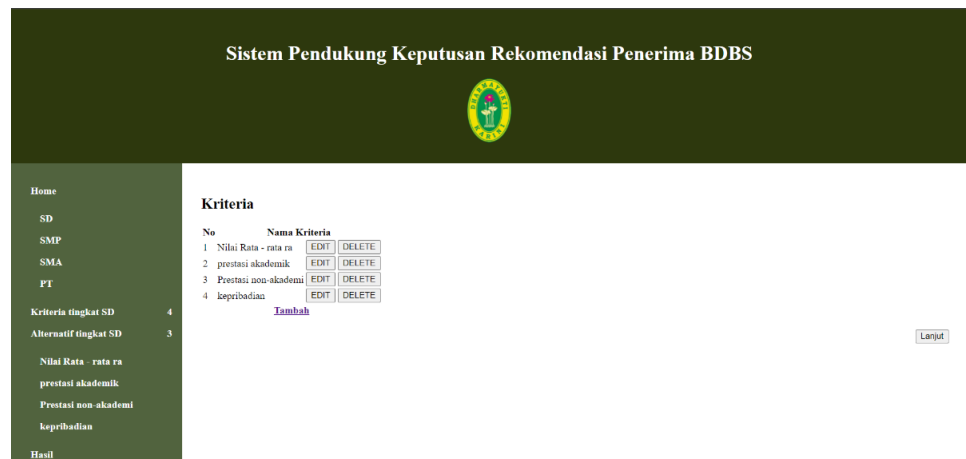 Sistem Pendukung Keputusan Rekomendasi Penerima BDBS
DHARMAYUKTI
KARINI
Home
SD
SMP
SMA
PT
Kriteria tingkat SD 4
Alternatif tingkat SD 3
Nilai Rata - rata ra
prestasi akademik
Prestasi non-akademi
kepribadian
Hasil
Kriteria
No Nama Kriteria
1 Nilai Rata - rata ra EDIT DELETE
2 prestasi akademik EDIT DELETE
3 Prestasi non-akademi EDIT DELETE
4 kepribadian EDIT DELETE
Tambah
Lanjut